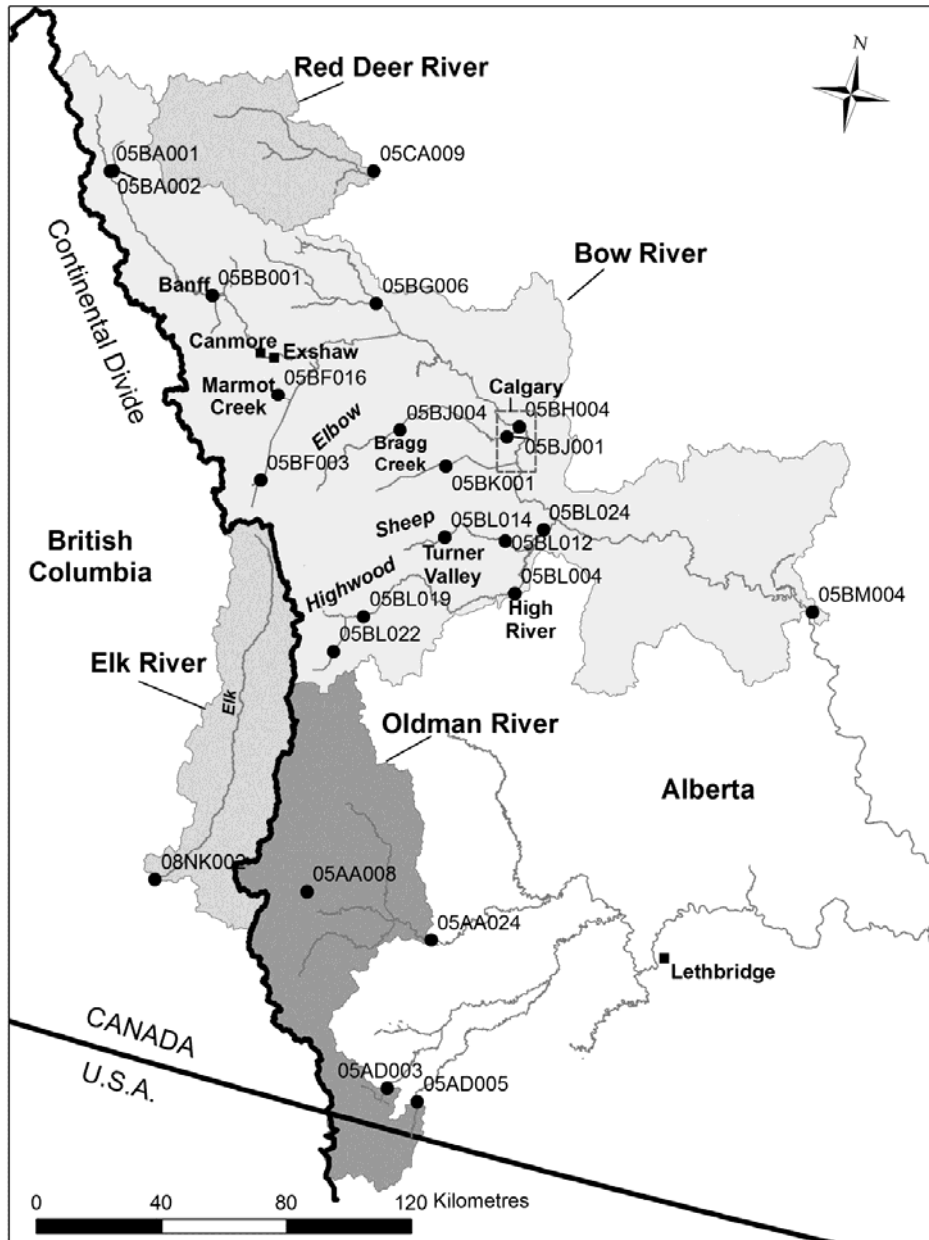 N
Red Deer River
05BA001
05CA009
05BA002
Continental Divide
Bow River
Banff
05BB001
05BG006
Canmore
Exshaw
Calgary
Marmot
Creek
05BF016
Elbow
05BJ004
05BH004
Bragg
Creek
05BJ001
05BF003
05BK001
British
Columbia
Sheep
05BL014
05BL024
Turner
Valley
05BL012
Highwood
05BL019
05BL004
High
River
05BM004
05BL022
Elk River
Elk
Oldman River
Alberta
08NK002
05AA008
05AA024
Lethbridge
CANADA
U.S.A.
05AD003
05AD005
0 40 80 120 Kilometres